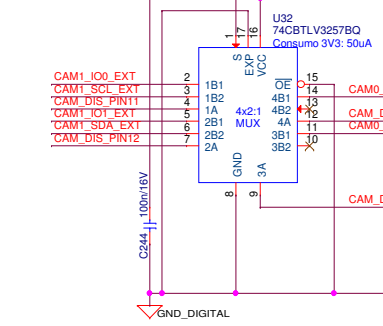 U32
74CBTLV3257BQ
Consumo 3V3: 50uA
1
17
16
S
EXP
VCC
CAM1_IO0_EXT 2 1B1
CAM1_SCL_EXT 3 1B2
CAM_DIS_PIN11 4 1A
CAM1_IO1_EXT 5 2B1
CAM1_SDA_EXT 6 2B2
CAM_DIS_PIN12 7 2A
4x2:1
MUX
OE 15
4B1 14 CAM0_
4B2 13
4A 12 CAM_D
3B1 11 CAM0_
3B2 10
GND
3A
8
9
CAM_D
C244 100n/16V
GND_DIGITAL